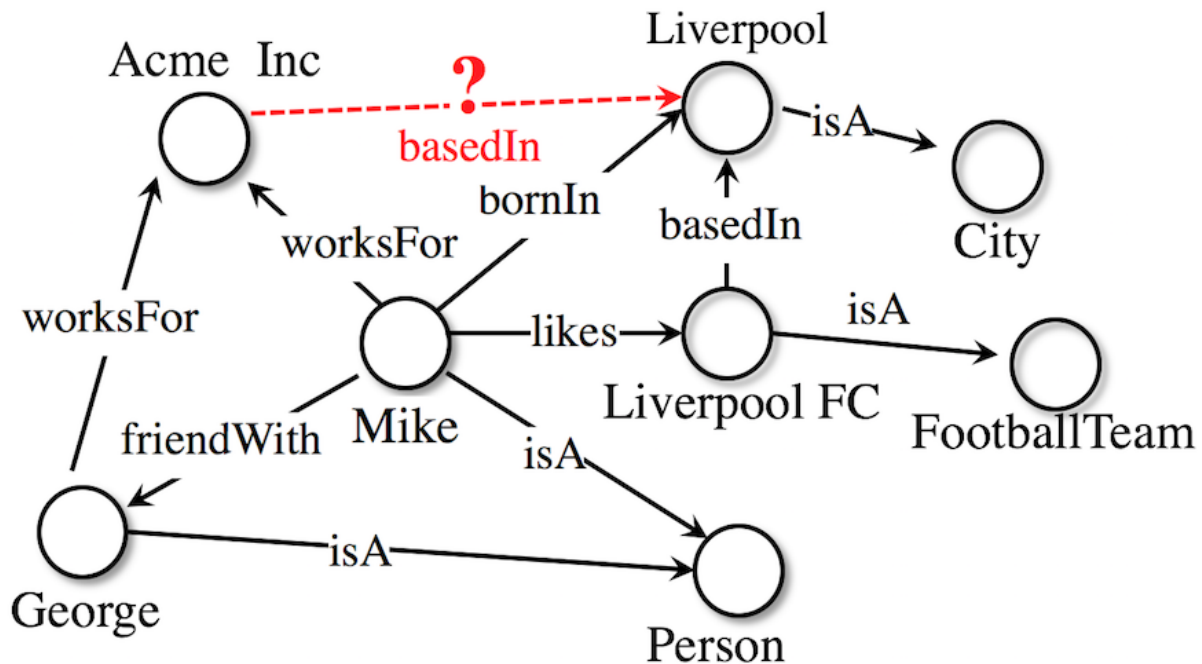 Liverpool
Acme Inc
?
isA
basedIn
bornIn
basedIn
worksFor
City
isA
worksFor
likes
Liverpool FC
Mike
FootballTeam
friendWith
isA
isA
George
Person